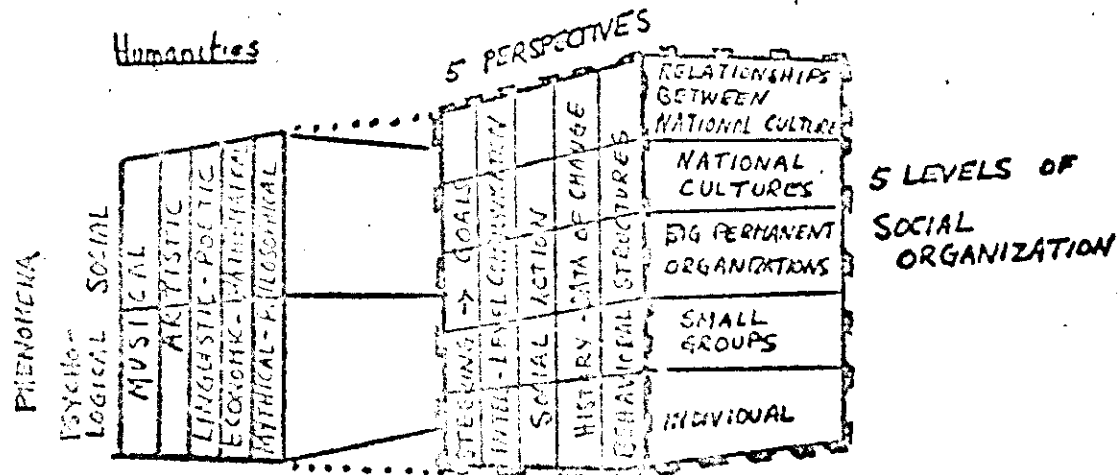 Humanities
5 PERSPECTIVES
PHENOMENA
PSYCHO-
LOGICAL SOCIAL
MUSICAL
ARTISTIC
LINGUISTIC-POETIC
ECONOMIC-MATHEMATICAL
MYTHICAL-PHILOSOPHICAL
STEERING -> GOALS
INTER-LEVEL COMMUNICATION
SOCIAL ACTION
HISTORY - DATA OF CHANGE
BEHAVIORAL STRUCTURES
RELATIONSHIPS
BETWEEN
NATIONAL CULTURE
NATIONAL
CULTURES
BIG PERMANENT
ORGANIZATIONS
SMALL
GROUPS
INDIVIDUAL
5 LEVELS OF
SOCIAL
ORGANIZATION